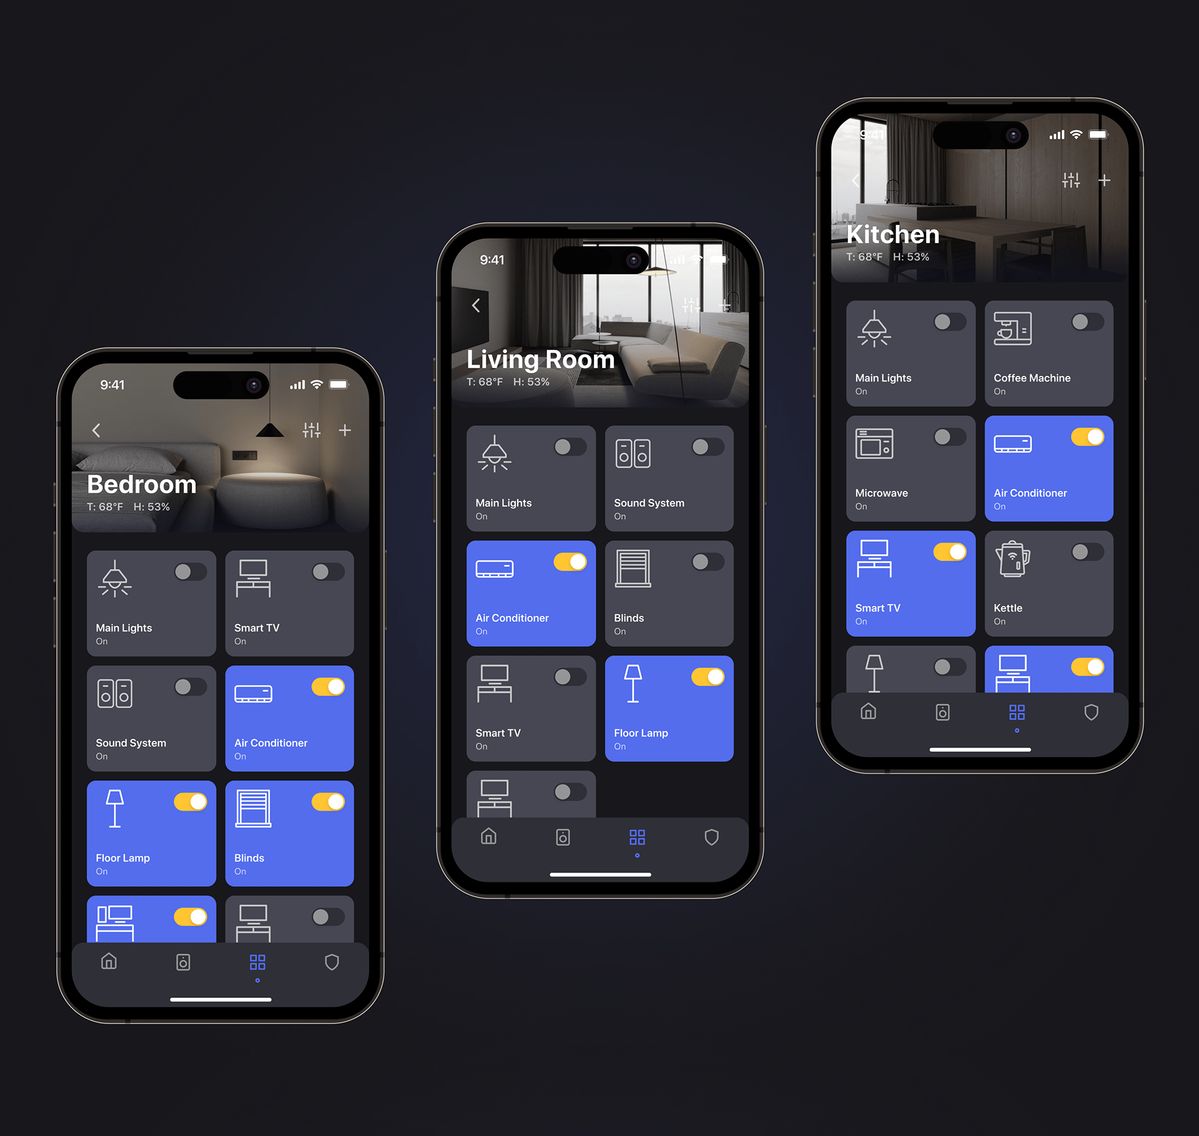 9:41
Bedroom
T: 68°F H: 53%
Main Lights
On
Smart TV
On
Sound System
On
Air Conditioner
On
Floor Lamp
On
Blinds
On
9:41
Living Room
T: 68°F H: 53%
Main Lights
On
Sound System
On
Air Conditioner
On
Blinds
On
Smart TV
On
Floor Lamp
On
9:41
Kitchen
T: 68°F H: 53%
Main Lights
On
Coffee Machine
On
Microwave
On
Air Conditioner
On
Smart TV
On
Kettle
On